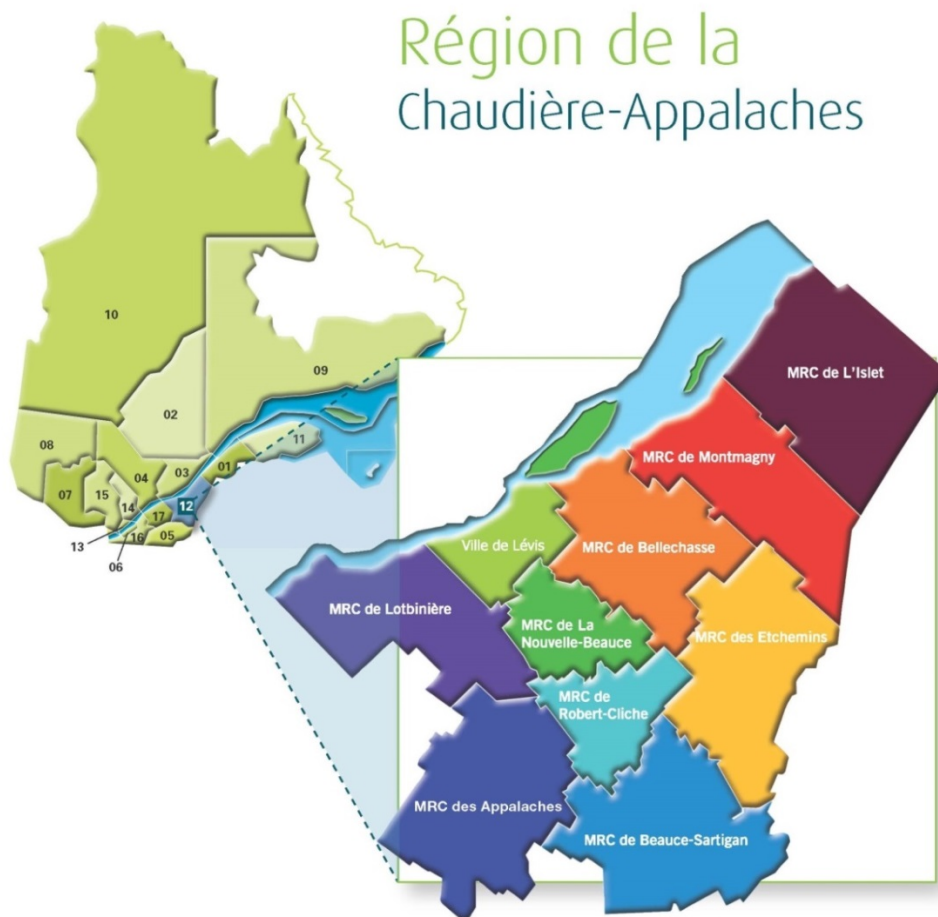 Région de la
Chaudière-Appalaches
10
09
02
08
11
03
01
04
07
15
14
12
17
13
16
05
06
MRC de L'Islet
MRC de Montmagny
Ville de Lévis
MRC de Bellechasse
MRC de Lotbinière
MRC de La
Nouvelle-Beauce
MRC des Etchemins
MRC de
Robert-Cliche
MRC des Appalaches
MRC de Beauce-Sartigan